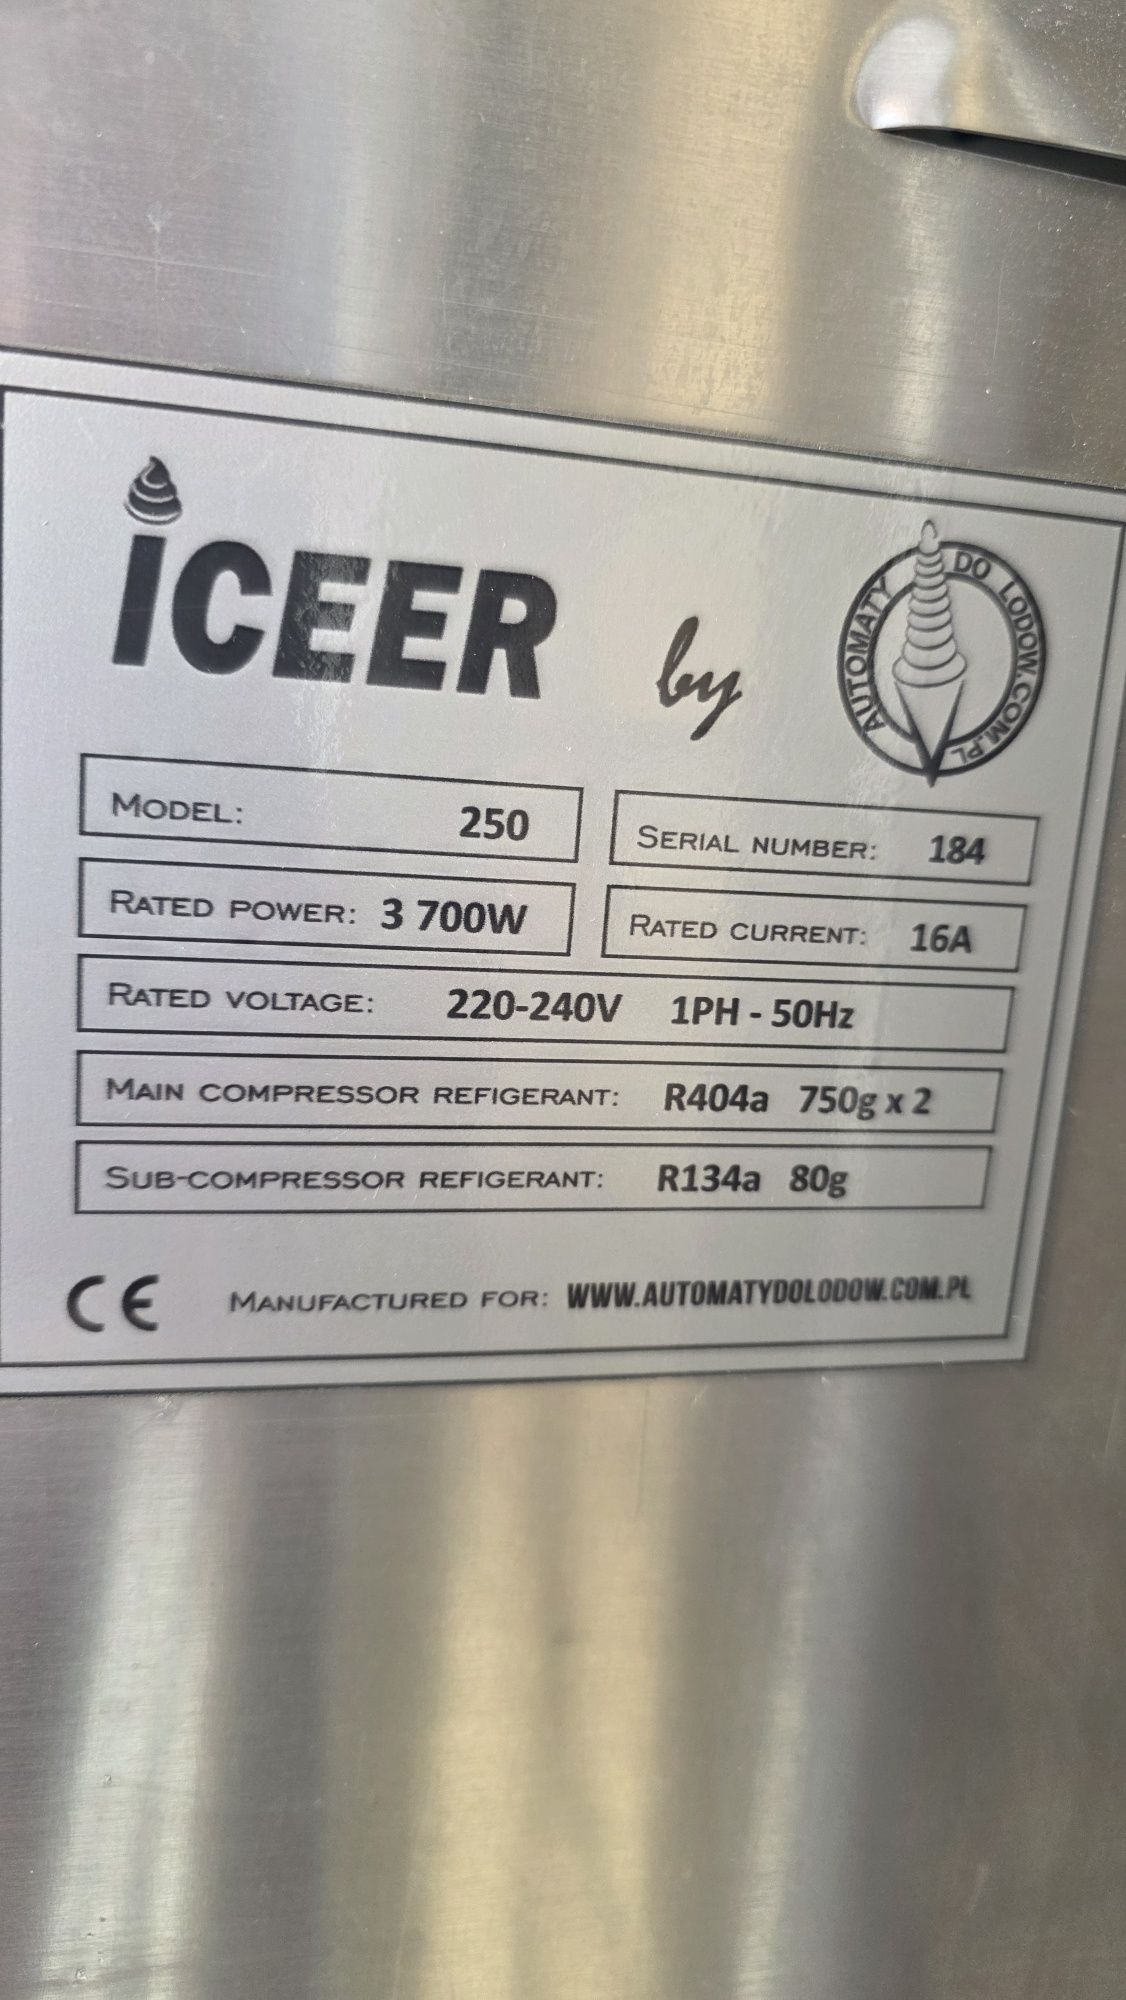 iCEER by AUTOMATY DO LODOW.COM.PL
MODEL: 250
SERIAL NUMBER: 184
RATED POWER: 3 700W
RATED CURRENT: 16A
RATED VOLTAGE: 220-240V 1PH - 50Hz
MAIN COMPRESSOR REFIGERANT: R404a 750g x 2
SUB-COMPRESSOR REFIGERANT: R134a 80g
CE MANUFACTURED FOR: WWW.AUTOMATYDOLODOW.COM.PL